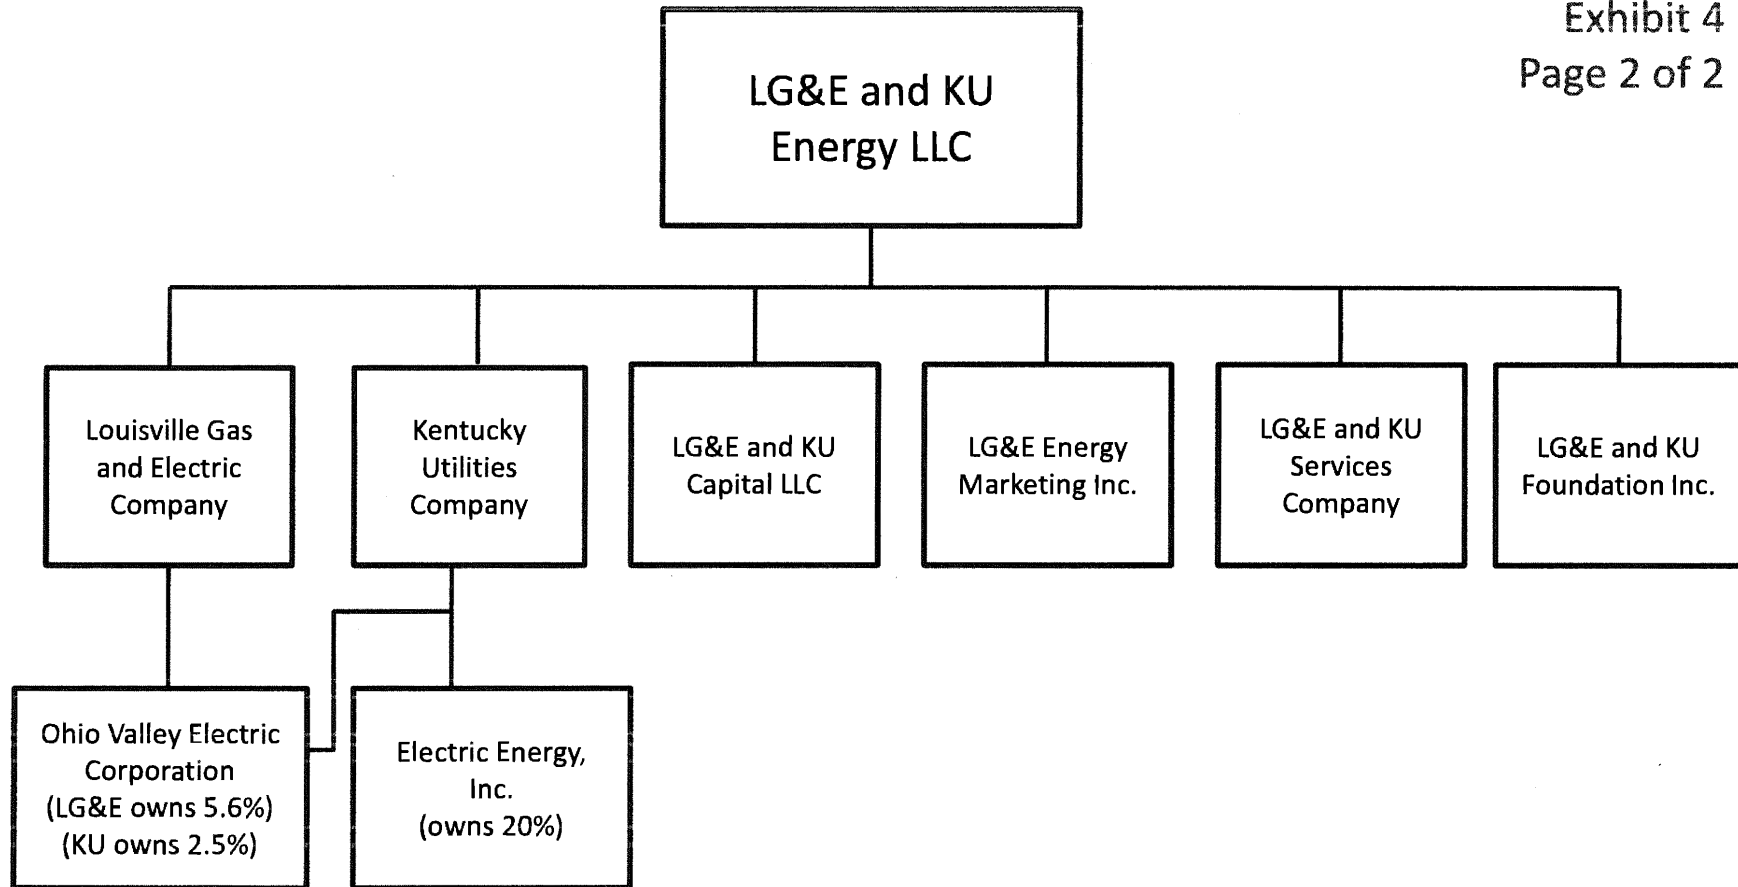 Exhibit 4
Page 2 of 2
LG&E and KU
Energy LLC
Louisville Gas
and Electric
Company
Kentucky
Utilities
Company
LG&E and KU
Capital LLC
LG&E Energy
Marketing Inc.
LG&E and KU
Services
Company
LG&E and KU
Foundation Inc.
Ohio Valley Electric
Corporation
(LG&E owns 5.6%)
(KU owns 2.5%)
Electric Energy,
Inc.
(owns 20%)